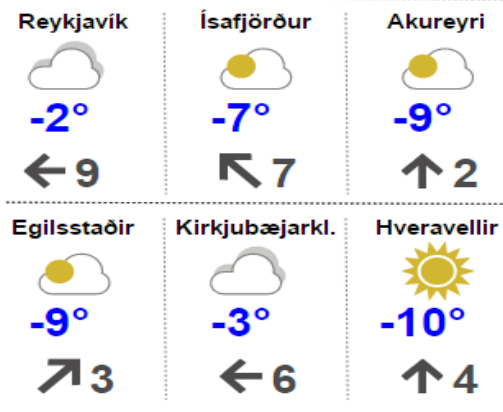 Reykjavík Ísafjörður Akureyri
-2° -7° -9°
9 7 2
Egilsstaðir Kirkjubæjarkl. Hveravellir
-9° -3° -10°
3 6 4